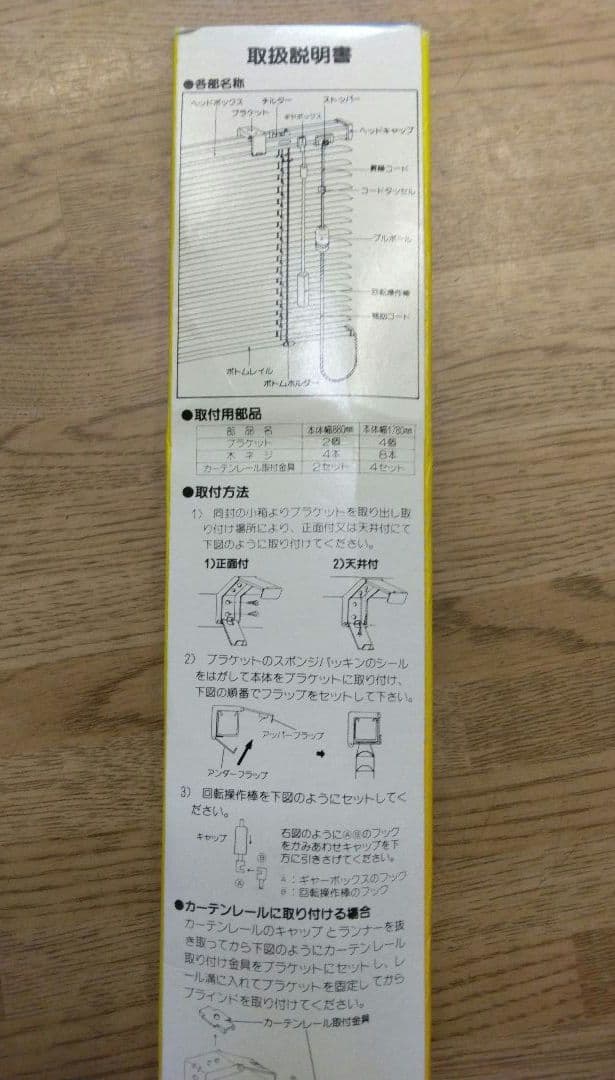 取扱説明書
●各部名称
ヘッドボックス
チルダー
ストッパー
ブラケット
ギヤボックス
ヘッドキャップ
昇降コード
コードタッセル
プルボール
回転操作棒
補助コード
ボトムレイル
ボトムホルダー
●取付用部品
部品名 本体幅880mm 本体幅1780mm
ブラケット 2個 4個
木ネジ 4本 8本
カーテンレール取付金具 2セット 4セット
●取付方法
1) 同封の小箱よりブラケットを取り出し取
り付け場所により、正面付又は天井付にて
下図のように取り付けてください。
1)正面付 2)天井付
2) ブラケットのスポンジパッキンのシール
をはがして本体をブラケットに取り付け、
下図の順番でフラップをセットして下さい。
アッパーフラップ
アンダーフラップ
3) 回転操作棒を下図のようにセットしてく
ださい。
キャップ
Ⓑ
Ⓐ
右図のようにⒶⒷのフック
をかみあわせキャップを下
方に引きさげてください。
A:ギャーボックスのフック
B:回転操作棒のフック
●カーテンレールに取り付ける場合
カーテンレールのキャップとランナーを抜
き取ってから下図のようにカーテンレール
取り付け金具をブラケットにセットし、レ
ール溝に入れてブラケットを固定してから
ブラインドを取り付けてください。
カーテンレール取付金具